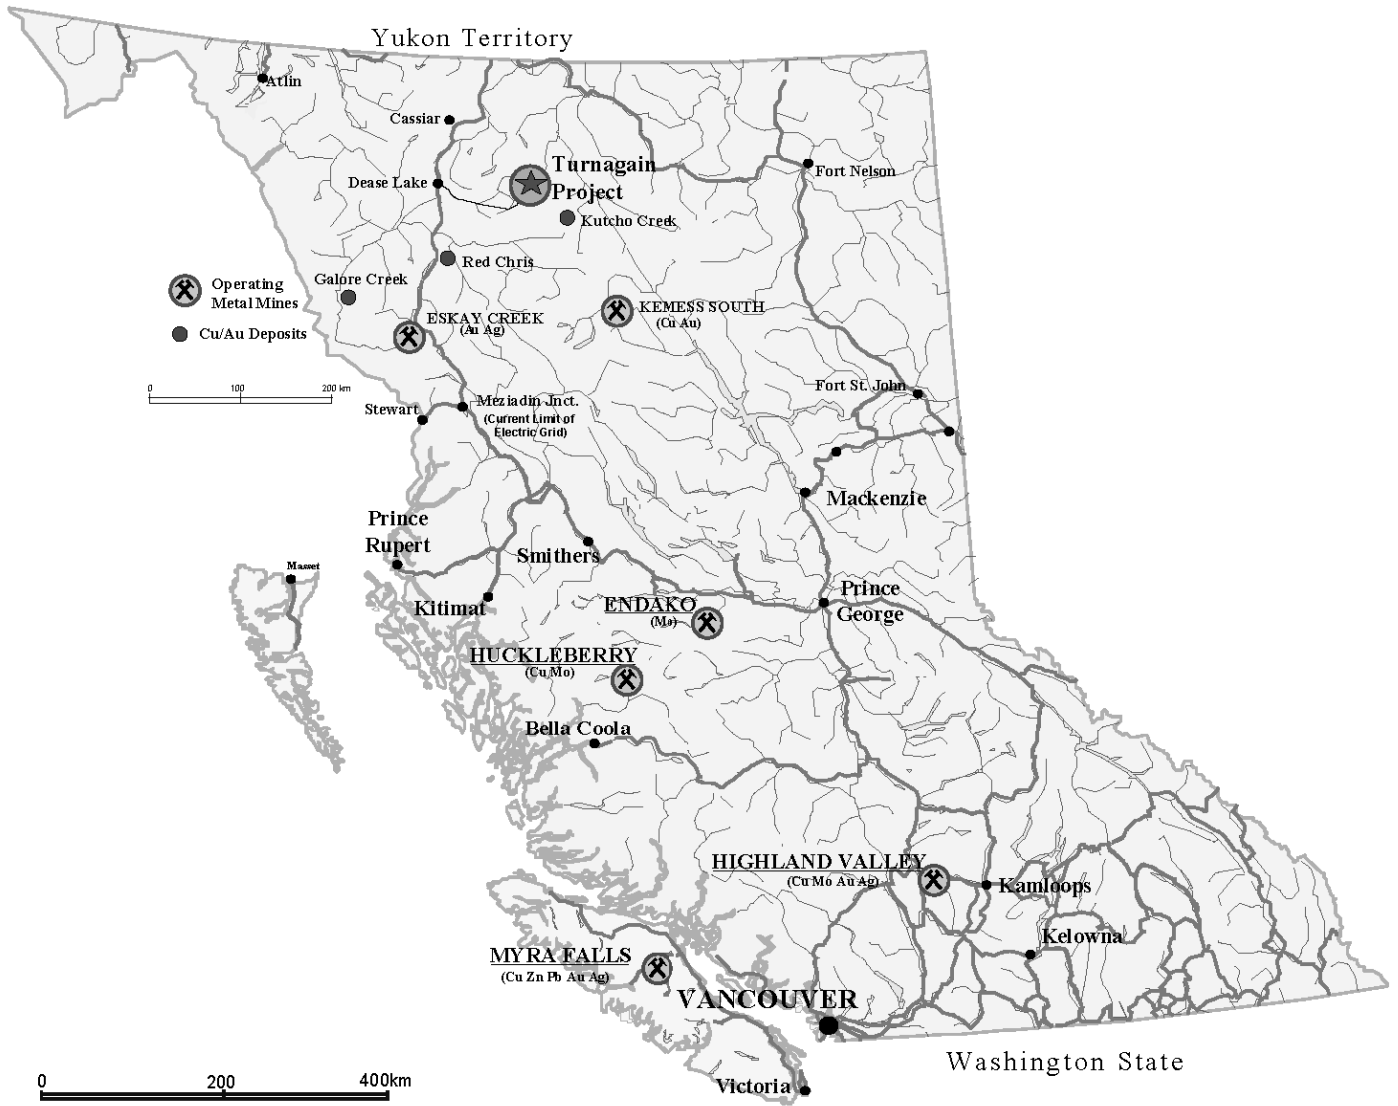 Yukon Territory
Atlin
Cassiar
Turnagain
Project
Fort Nelson
Dease Lake
Kutcho Creek
Red Chris
Galore Creek
Operating
Metal Mines
KEMESS SOUTH
(Cu Au)
ESKAY CREEK
(Au Ag)
Cu/Au Deposits
0 100 200 km
Fort St. John
Stewart
Meziadin Jnct.
(Current Limit of
Electric Grid)
Mackenzie
Prince
Rupert
Smithers
Masset
Kitimat
Prince
George
ENDAKO
(Mo)
HUCKLEBERRY
(Cu Mo)
Bella Coola
HIGHLAND VALLEY
(Cu Mo Au Ag)
Kamloops
Kelowna
MYRA FALLS
(Cu Zn Pb Au Ag)
VANCOUVER
Washington State
Victoria
0 200 400km